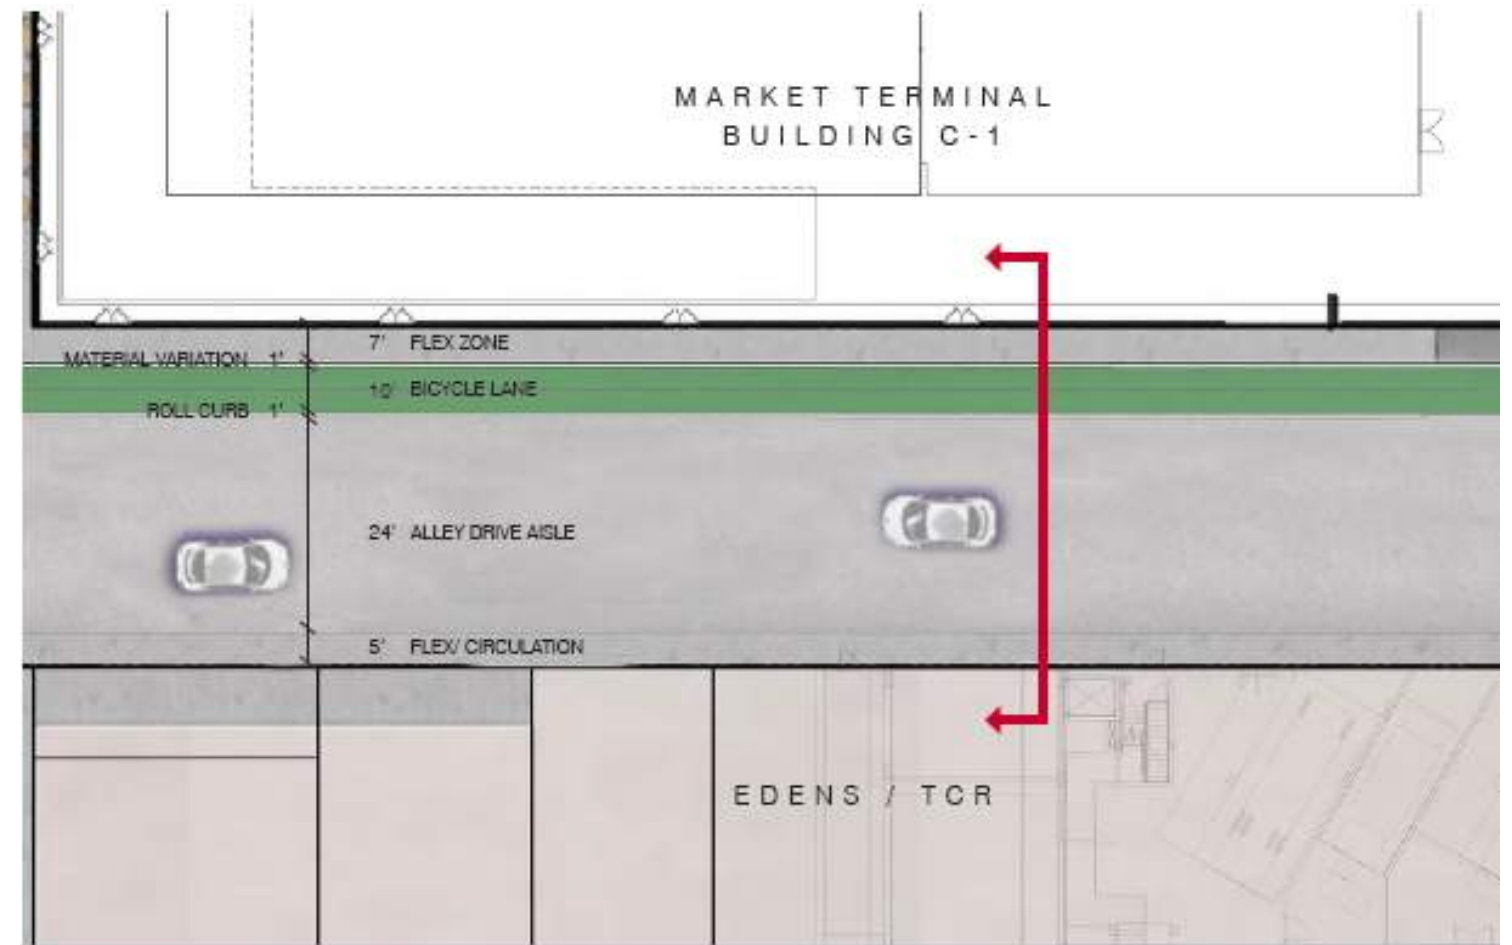 MARKET TERMINAL
BUILDING C-1
7' FLEX ZONE
MATERIAL VARIATION 1'
10' BICYCLE LANE
ROLL CURB 1'
24' ALLEY DRIVE AISLE
5' FLEX/ CIRCULATION
EDENS / TCR